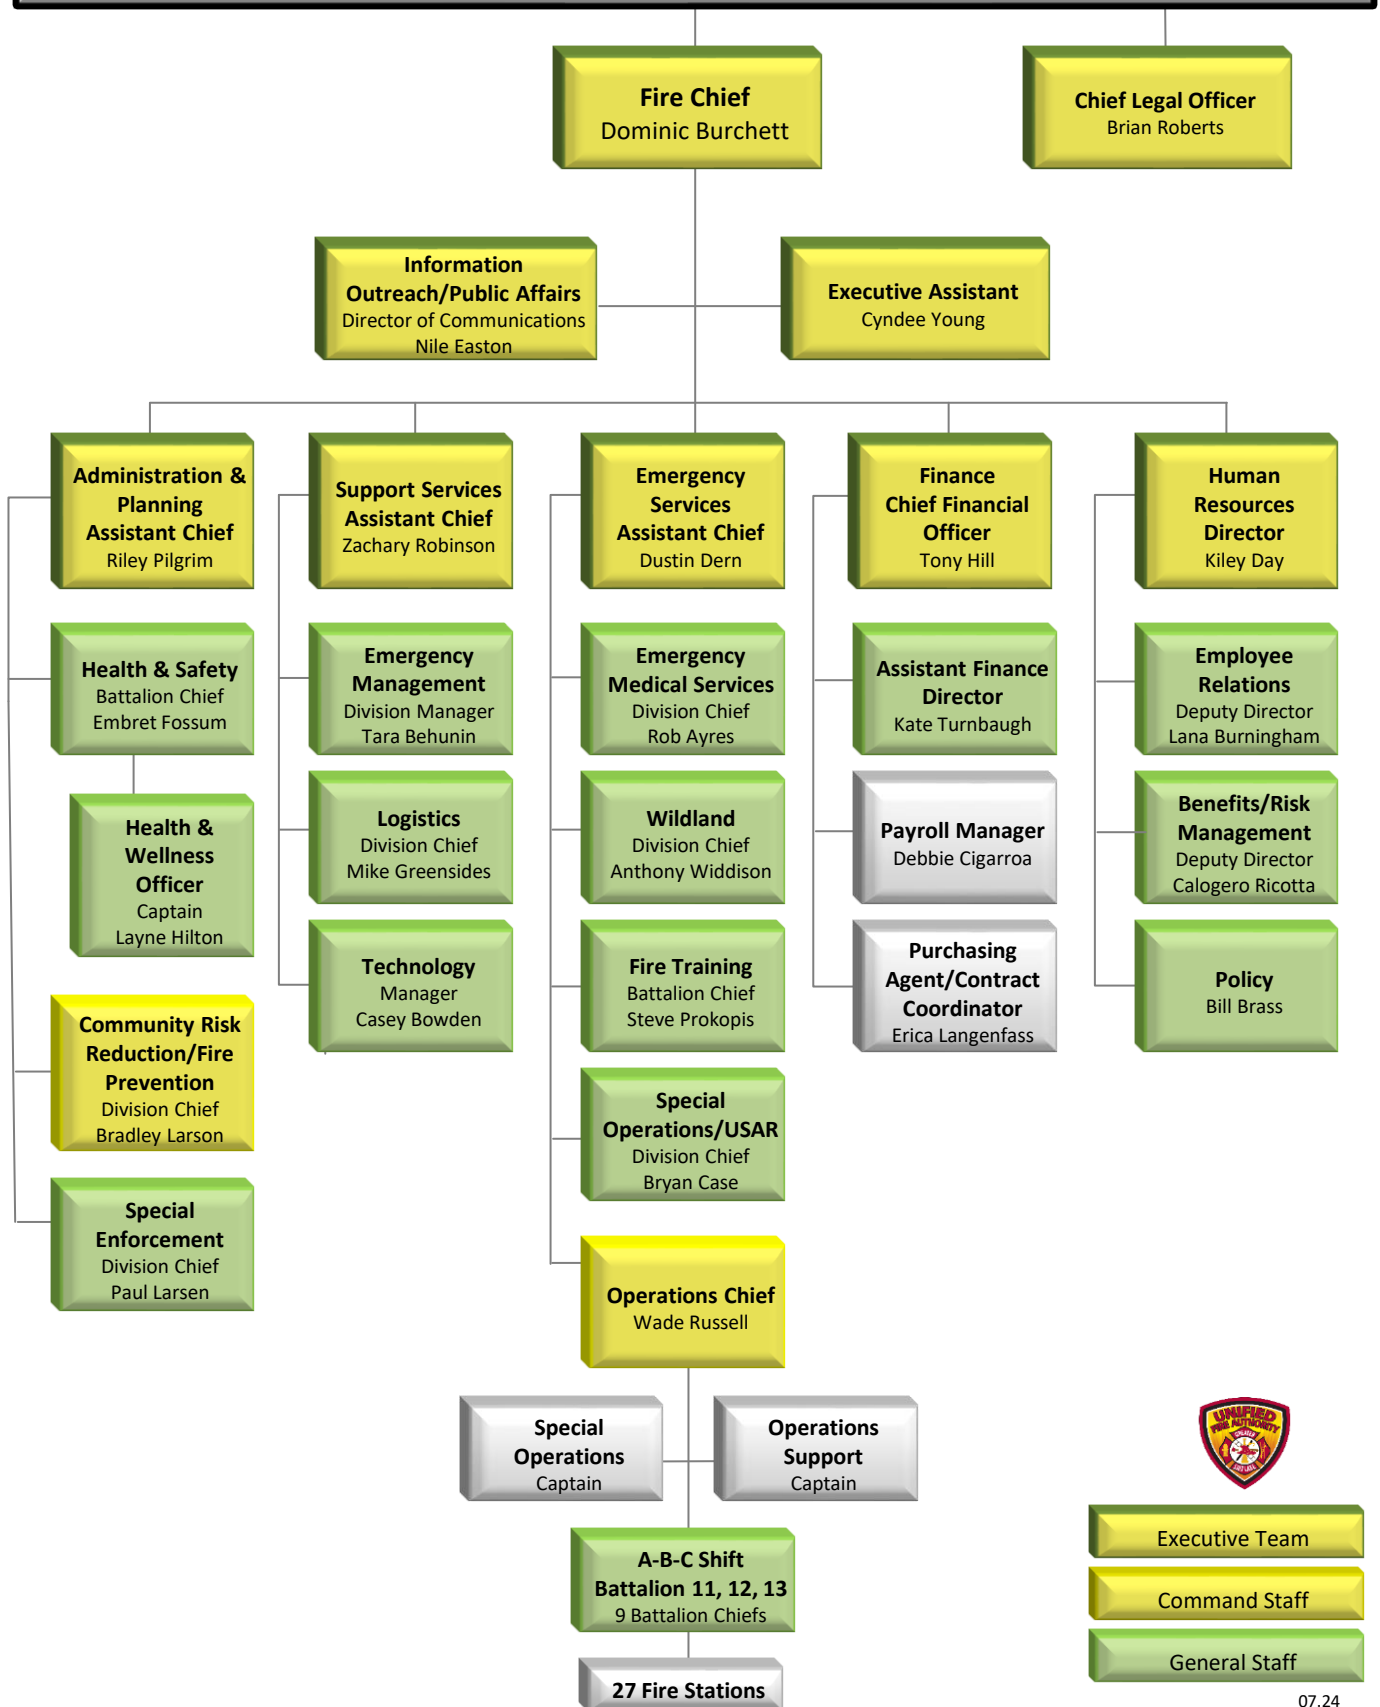 Fire Chief
Dominic Burchett
Chief Legal Officer
Brian Roberts
Information
Outreach/Public Affairs
Director of Communications
Nile Easton
Executive Assistant
Cyndee Young
Administration &
Planning
Assistant Chief
Riley Pilgrim
Support Services
Assistant Chief
Zachary Robinson
Emergency
Services
Assistant Chief
Dustin Dern
Finance
Chief Financial
Officer
Tony Hill
Human
Resources
Director
Kiley Day
Health & Safety
Battalion Chief
Embret Fossum
Emergency
Management
Division Manager
Tara Behunin
Emergency
Medical Services
Division Chief
Rob Ayres
Assistant Finance
Director
Kate Turnbaugh
Employee
Relations
Deputy Director
Lana Burningham
Health &
Wellness
Officer
Captain
Layne Hilton
Logistics
Division Chief
Mike Greensides
Wildland
Division Chief
Anthony Widdison
Payroll Manager
Debbie Cigarroa
Benefits/Risk
Management
Deputy Director
Calogero Ricotta
Technology
Manager
Casey Bowden
Fire Training
Battalion Chief
Steve Prokopis
Purchasing
Agent/Contract
Coordinator
Erica Langenfass
Policy
Bill Brass
Community Risk
Reduction/Fire
Prevention
Division Chief
Bradley Larson
Special
Operations/USAR
Division Chief
Bryan Case
Special
Enforcement
Division Chief
Paul Larsen
Operations Chief
Wade Russell
Special
Operations
Captain
Operations
Support
Captain
A-B-C Shift
Battalion 11, 12, 13
9 Battalion Chiefs
27 Fire Stations
UNIFIED
FIRE AUTHORITY
GREATER
SALT LAKE
Executive Team
Command Staff
General Staff
07.24